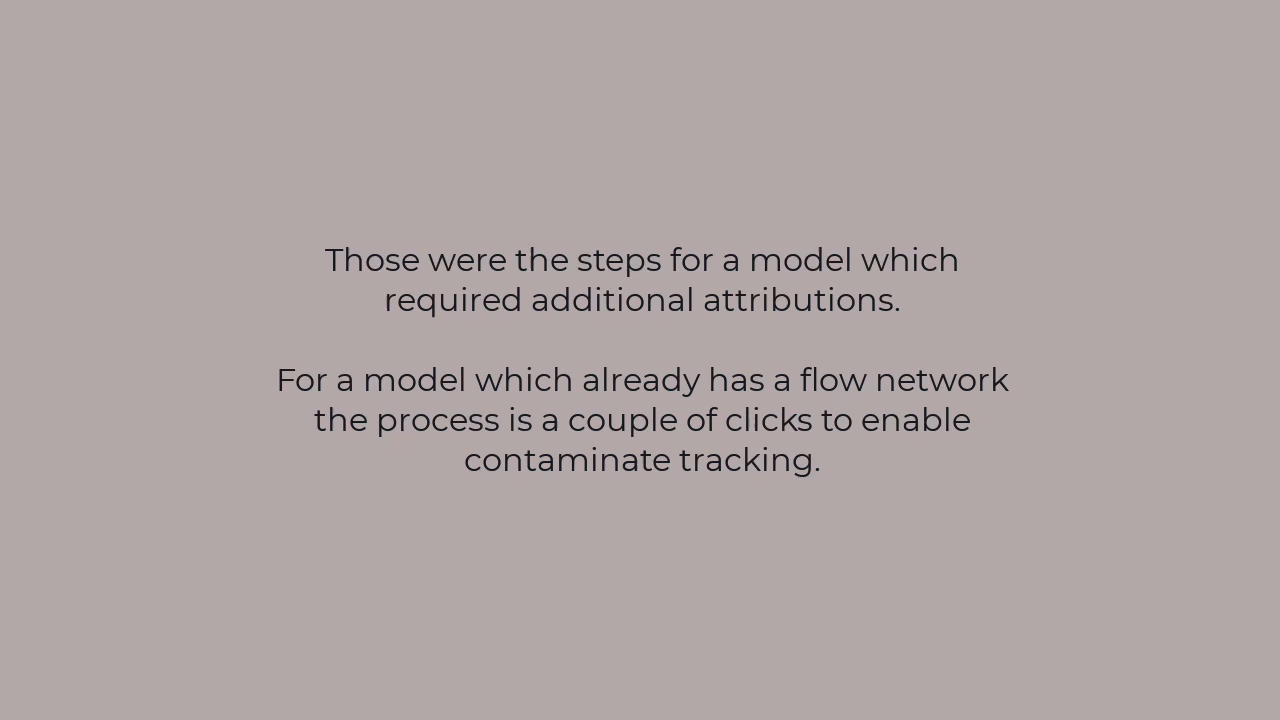 Those were the steps for a model which
required additional attributions.
For a model which already has a flow network
the process is a couple of clicks to enable
contaminate tracking.